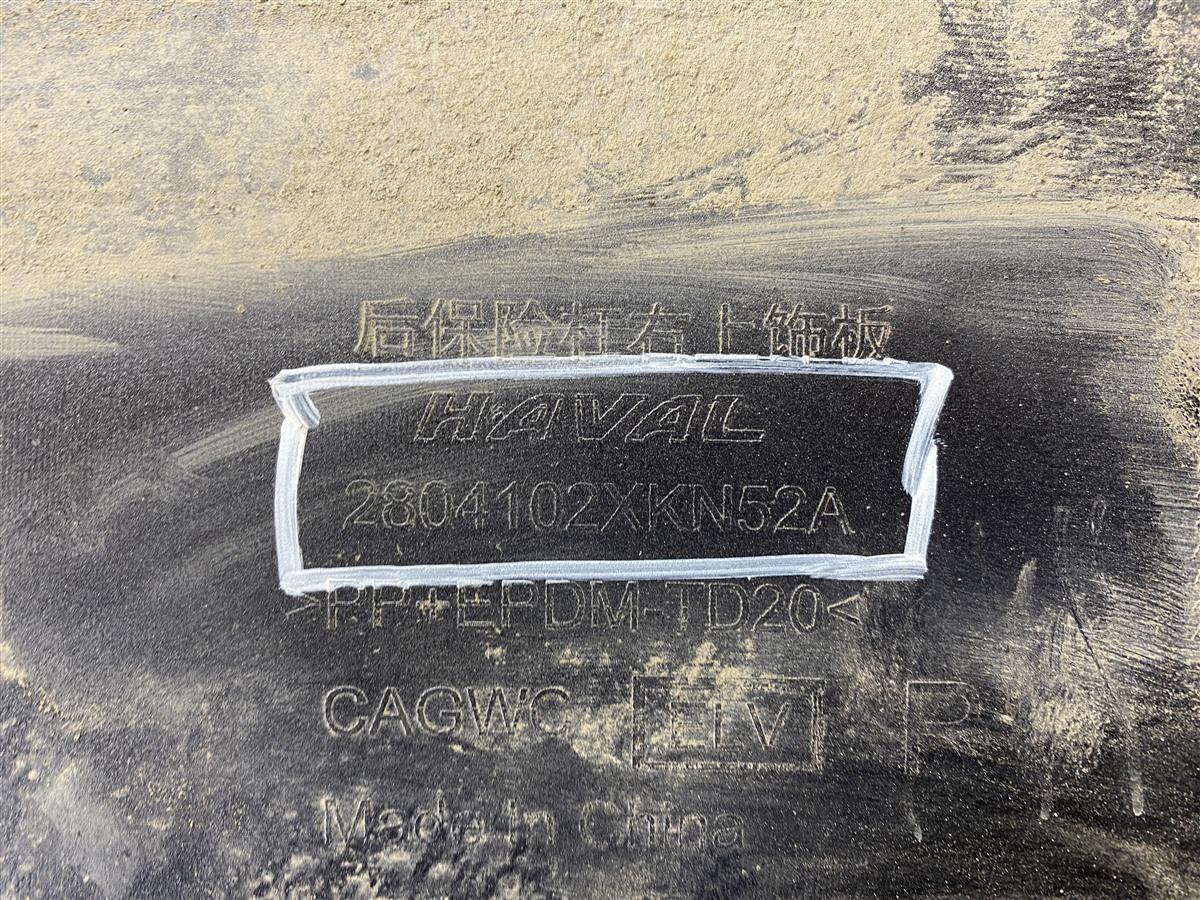 后保险杠右上饰板
HAVAL
2804102XKN52A
>PP+EPDM-TD20<
CAGWC ELV
Made In China